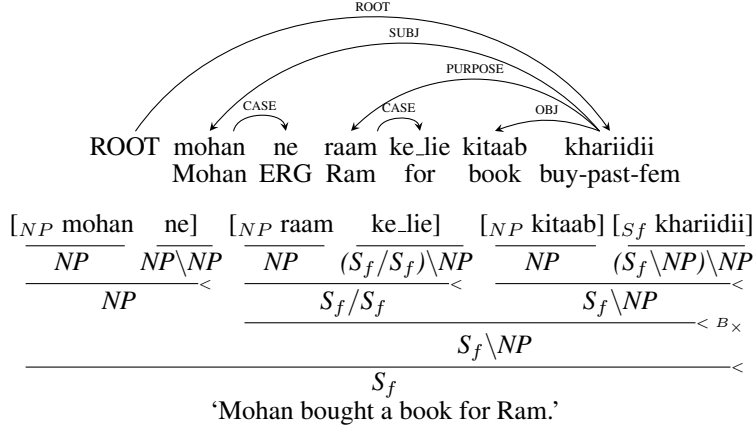 ROOT
SUBJ
PURPOSE
CASE CASE OBJ
ROOT mohan ne raam ke_lie kitaab khariidii
Mohan ERG Ram for book buy-past-fem
[NP mohan ne] [NP raam ke_lie] [NP kitaab] [Sf khariidii]
NP NP\NP NP (Sf/Sf)\NP NP (Sf\NP)\NP
< < <
NP Sf/Sf Sf\NP
< B×
Sf\NP
<
Sf
‘Mohan bought a book for Ram.’